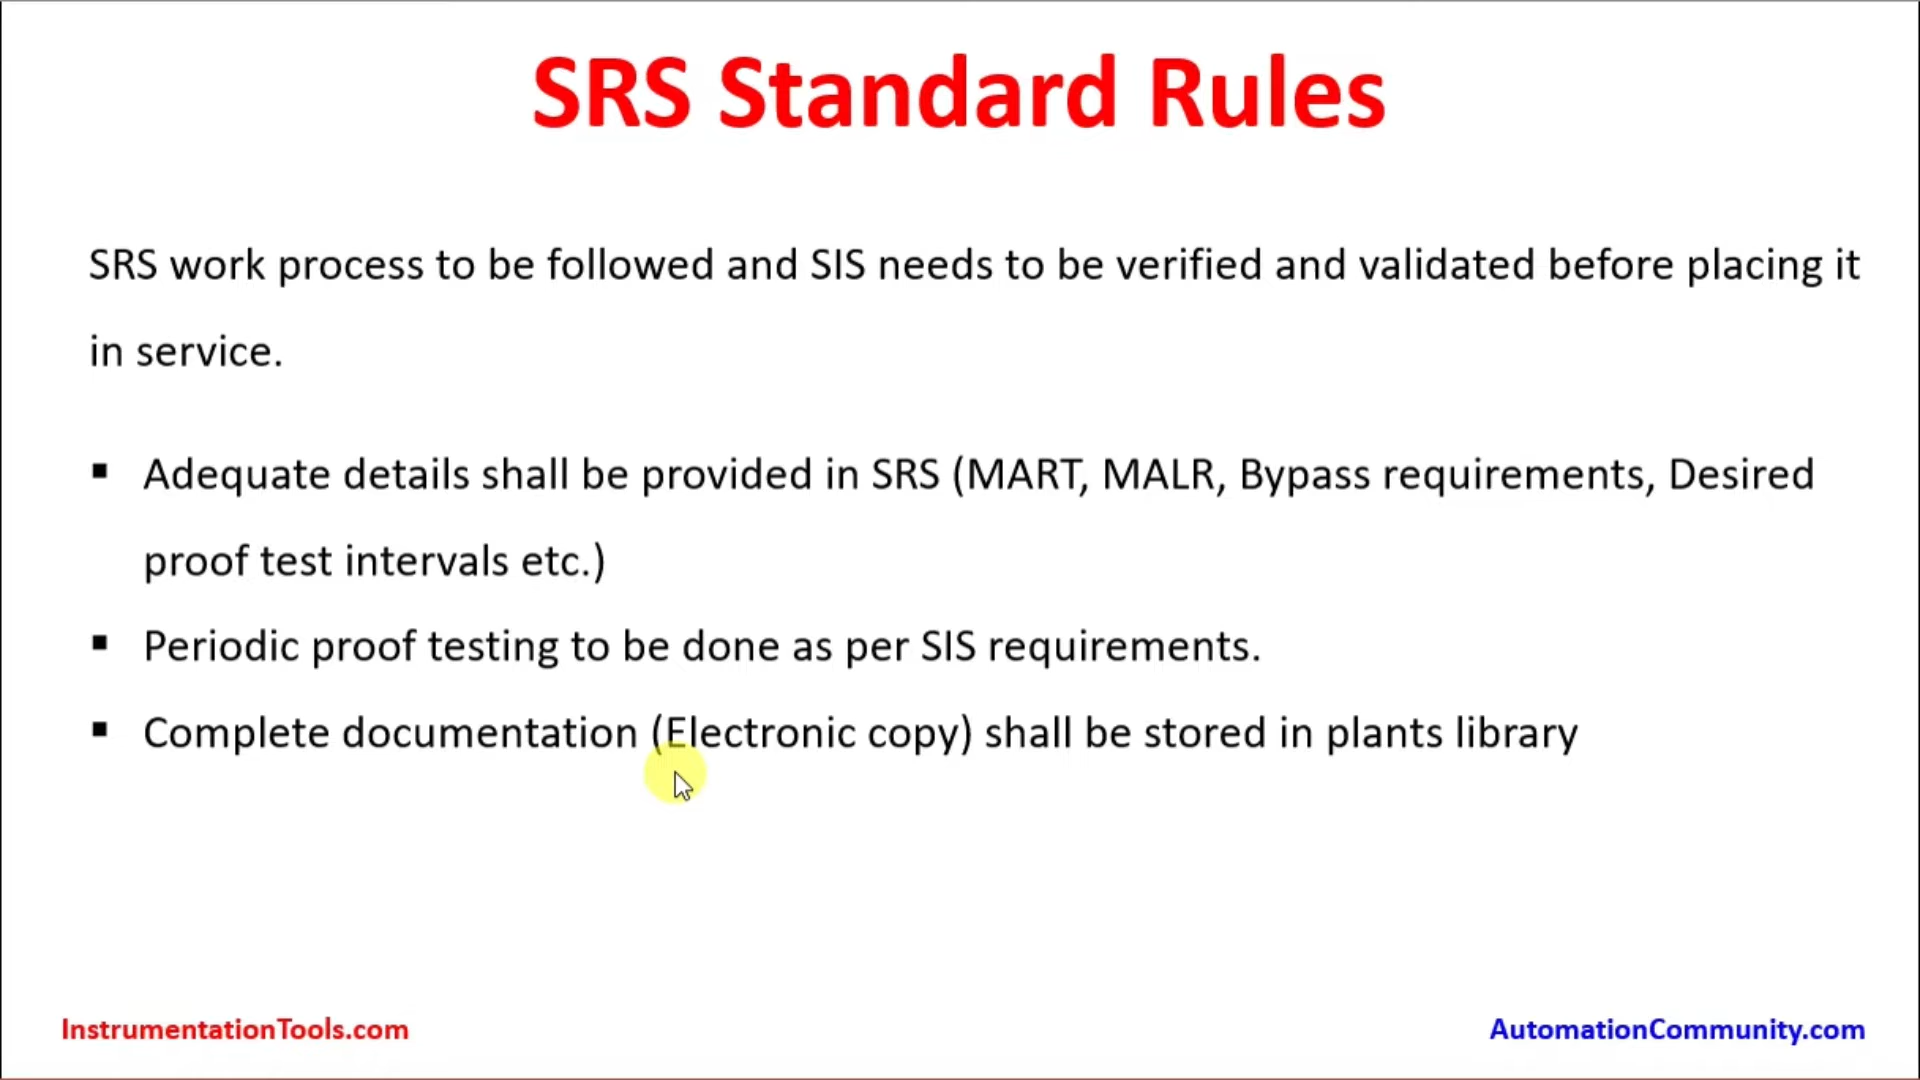 SRS Standard Rules
SRS work process to be followed and SIS needs to be verified and validated before placing it
in service.
▪ Adequate details shall be provided in SRS (MART, MALR, Bypass requirements, Desired
proof test intervals etc.)
▪ Periodic proof testing to be done as per SIS requirements.
▪ Complete documentation (Electronic copy) shall be stored in plants library
InstrumentationTools.com
AutomationCommunity.com